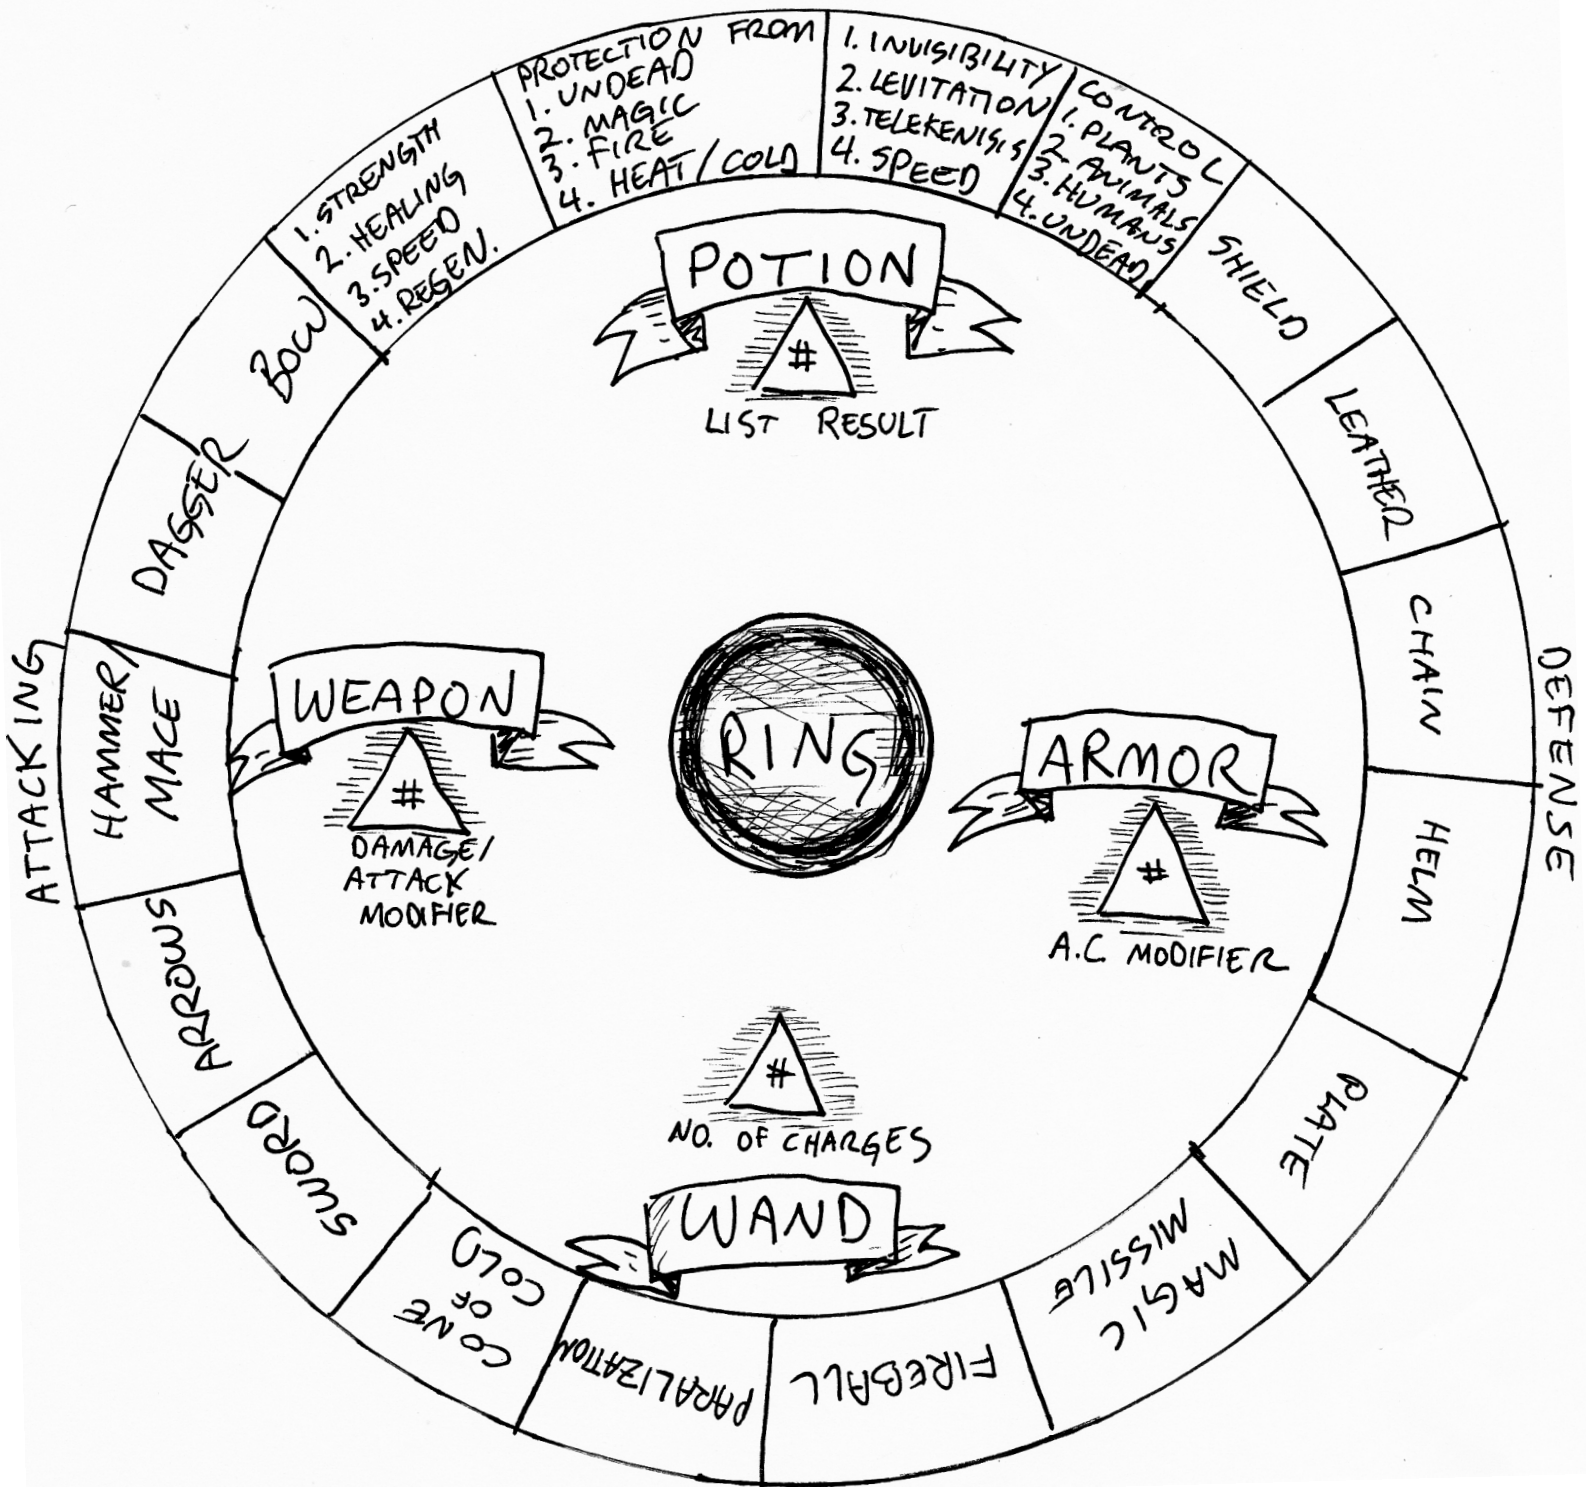 PROTECTION FROM
1. UNDEAD
2. MAGIC
3. FIRE
4. HEAT/COLD
1. INVISIBILITY
2. LEVITATION
3. TELEKENISIS
4. SPEED
CONTROL
1. PLANTS
2. ANIMALS
3. HUMANS
4. UNDEAD
SHIELD
LEATHER
CHAIN
HELM
PLATE
MAGIC
MISSILE
FIREBALL
PARALIZATION
CONE
OF
COLD
SWORD
ARROWS
HAMMER/
MACE
DAGGER
BOW
1. STRENGTH
2. HEALING
3. SPEED
4. REGEN.
ATTACKING
DEFENSE
POTION
#
LIST RESULT
WEAPON
#
DAMAGE/
ATTACK
MODIFIER
RING
ARMOR
#
A.C. MODIFIER
#
NO. OF CHARGES
WAND